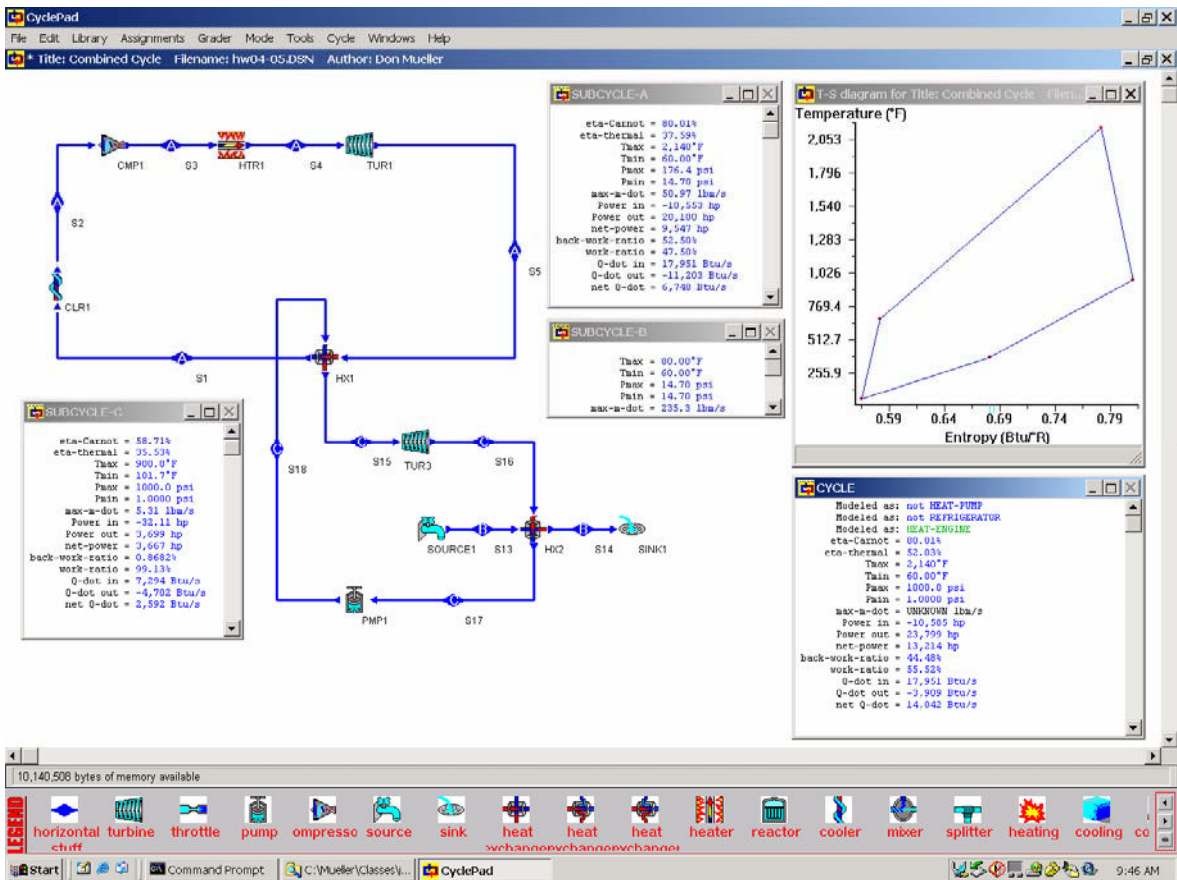 CyclePad
File Edit Library Assignments Grader Mode Tools Cycle Windows Help
* Title: Combined Cycle Filename: hw04-05.DSN Author: Don Mueller
CMP1
S3
HTR1
S4
TUR1
S2
S5
CLR1
S1
HX1
S18
S15
TUR3
S16
SOURCE1
S13
HX2
S14
SINK1
PMP1
S17
SUBCYCLE-A
eta-Carnot = 80.01%
eta-thermal = 37.59%
Tmax = 2,140°F
Tmin = 60.00°F
Pmax = 176.4 psi
Pmin = 14.70 psi
max-m-dot = 50.97 lbm/s
Power in = -10,553 hp
Power out = 20,100 hp
net-power = 9,547 hp
back-work-ratio = 52.50%
work-ratio = 47.50%
Q-dot in = 17,951 Btu/s
Q-dot out = -11,203 Btu/s
net Q-dot = 6,748 Btu/s
SUBCYCLE-B
Tmax = 80.00°F
Tmin = 60.00°F
Pmax = 14.70 psi
Pmin = 14.70 psi
max-m-dot = 235.3 lbm/s
SUBCYCLE-C
eta-Carnot = 58.71%
eta-thermal = 35.53%
Tmax = 900.0°F
Tmin = 101.7°F
Pmax = 1000.0 psi
Pmin = 1.0000 psi
max-m-dot = 5.31 lbm/s
Power in = -32.11 hp
Power out = 3,699 hp
net-power = 3,667 hp
back-work-ratio = 0.8682%
work-ratio = 99.13%
Q-dot in = 7,294 Btu/s
Q-dot out = -4,702 Btu/s
net Q-dot = 2,592 Btu/s
T-S diagram for Title: Combined Cycle - Filen...
Temperature (°F)
2,053
1,796
1,540
1,283
1,026
769.4
512.7
255.9
0.59 0.64 0.69 0.74 0.79
Entropy (Btu/°R)
CYCLE
Modeled as: not HEAT-PUMP
Modeled as: not REFRIGERATOR
Modeled as: HEAT-ENGINE
eta-Carnot = 80.01%
eta-thermal = 52.03%
Tmax = 2,140°F
Tmin = 60.00°F
Pmax = 1000.0 psi
Pmin = 1.0000 psi
max-m-dot = UNKNOWN lbm/s
Power in = -10,585 hp
Power out = 23,799 hp
net-power = 13,214 hp
back-work-ratio = 44.48%
work-ratio = 55.52%
Q-dot in = 17,951 Btu/s
Q-dot out = -3,909 Btu/s
net Q-dot = 14,042 Btu/s
10,140,508 bytes of memory available
LEGEND
horizontal turbine throttle pump ompresso source sink heat heat heat heater reactor cooler mixer splitter heating cooling co
stuff
Start Command Prompt C:\Mueller\Classes\i... CyclePad 9:46 AM